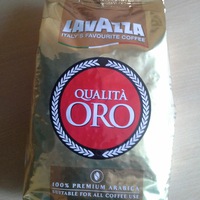 LAVAZZA
ITALY'S FAVOURITE COFFEE
QUALITÀ
ORO
100% PREMIUM ARABICA
SUITABLE FOR ALL COFFEE USE